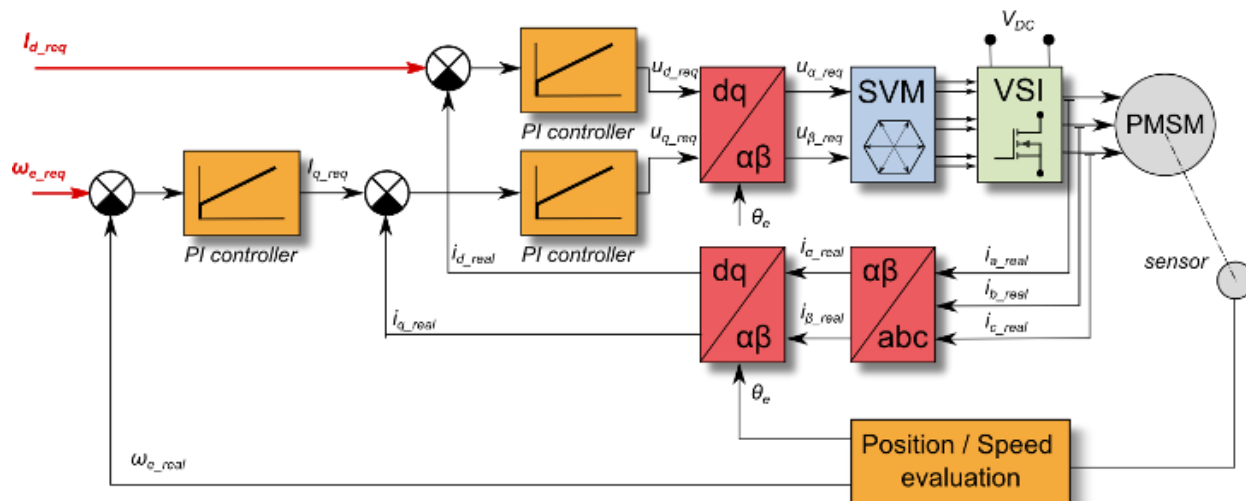 V_DC
I_d_req
u_d_req
u_α_req
dq
αβ
SVM
VSI
PMSM
PI controller
u_q_req
u_β_req
ω_e_req
I_q_req
PI controller
PI controller
θ_e
i_d_real
i_α_real
i_a_real
sensor
dq
αβ
αβ
abc
i_b_real
i_q_real
i_β_real
i_c_real
θ_e
ω_e_real
Position / Speed
evaluation